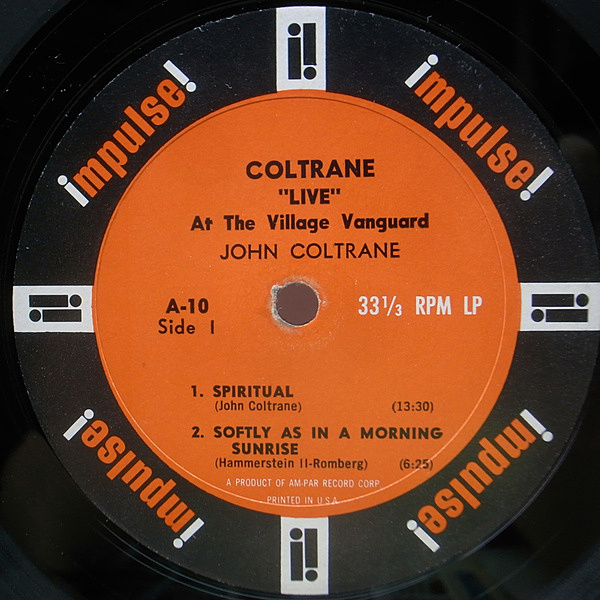 impulse!
impulse!
COLTRANE
"LIVE"
At The Village Vanguard
JOHN COLTRANE
A-10
33⅓ RPM LP
Side 1
1. SPIRITUAL
(John Coltrane) (13:30)
2. SOFTLY AS IN A MORNING
SUNRISE
(Hammerstein II-Romberg) (6:25)
A PRODUCT OF AM-PAR RECORD CORP.
PRINTED IN U.S.A.
impulse!
impulse!